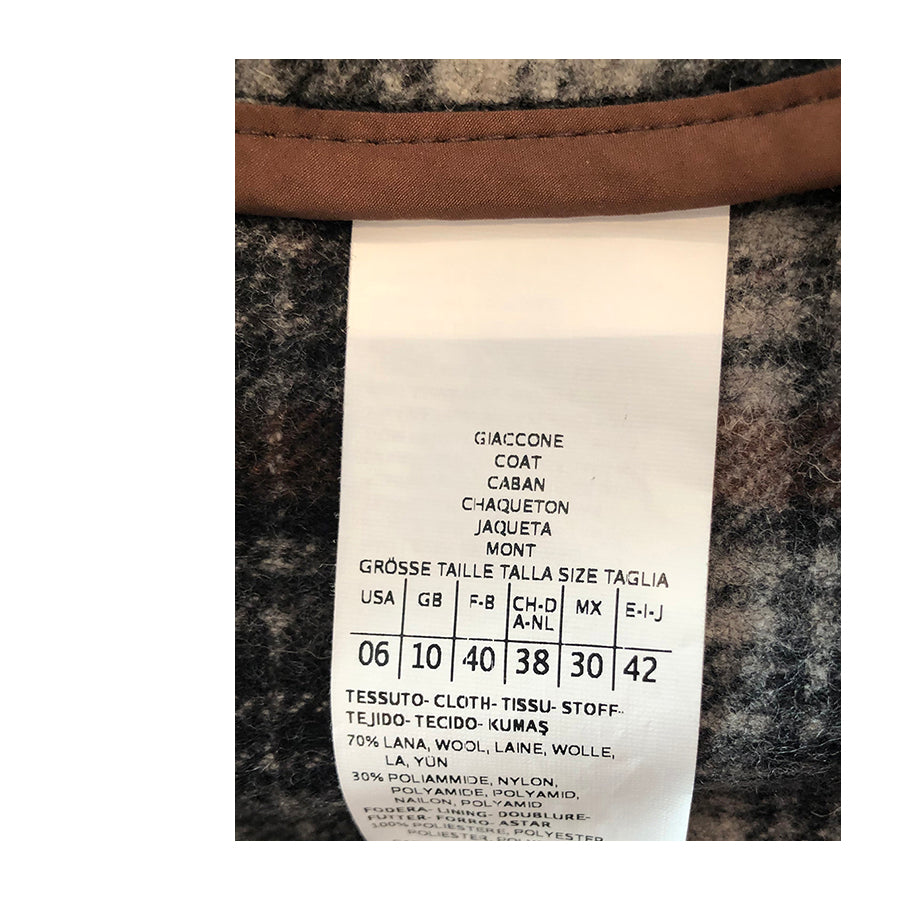 GIACCONE
COAT
CABAN
CHAQUETON
JAQUETA
MONT
GRÖSSE TAILLE TALLA SIZE TAGLIA
USA GB F-B CH-D A-NL MX E-I-J
06 10 40 38 30 42
TESSUTO- CLOTH- TISSU- STOFF-
TEJIDO- TECIDO- KUMAŞ
70% LANA, WOOL, LAINE, WOLLE,
LA, YÜN
30% POLIAMMIDE, NYLON,
POLYAMIDE, POLYAMID,
NAILON, POLYAMID
FODERA- LINING- DOUBLURE-
FUTTER- FORRO- ASTAR
100% POLIESTERE, POLYESTER
POLIESTER,